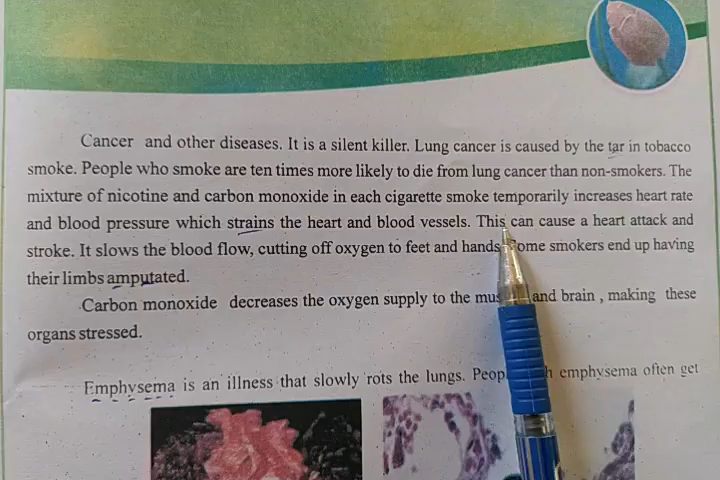 Cancer and other diseases. It is a silent killer. Lung cancer is caused by the tar in tobacco
smoke. People who smoke are ten times more likely to die from lung cancer than non-smokers. The
mixture of nicotine and carbon monoxide in each cigarette smoke temporarily increases heart rate
and blood pressure which strains the heart and blood vessels. This can cause a heart attack and
stroke. It slows the blood flow, cutting off oxygen to feet and hands. Some smokers end up having
their limbs amputated.
Carbon monoxide decreases the oxygen supply to the and brain , making these
organs stressed.
Emphysema is an illness that slowly rots the lungs. emphysema often get